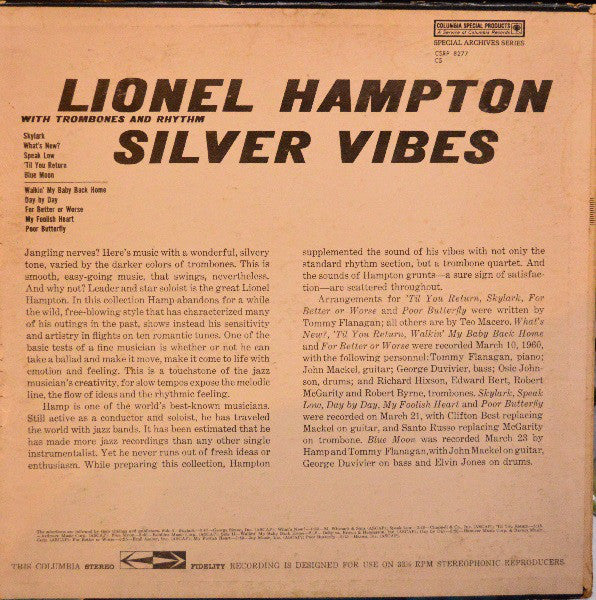 COLUMBIA SPECIAL PRODUCTS
A Service of Columbia Records
SPECIAL ARCHIVES SERIES
CSRP 8277
CS
LIONEL HAMPTON
WITH TROMBONES AND RHYTHM
SILVER VIBES
Skylark
What's New?
Speak Low
'Til You Return
Blue Moon
Walkin' My Baby Back Home
Day by Day
For Better or Worse
My Foolish Heart
Poor Butterfly
Jangling nerves? Here's music with a wonderful, silvery
tone, varied by the darker colors of trombones. This is
smooth, easy-going music, that swings, nevertheless.
And why not? Leader and star soloist is the great Lionel
Hampton. In this collection Hamp abandons for a while
the wild, free-blowing style that has characterized many
of his outings in the past, shows instead his sensitivity
and artistry in flights on ten romantic tunes. One of the
basic tests of a fine musician is whether or not he can
take a ballad and make it move, make it come to life with
emotion and feeling. This is a touchstone of the jazz
musician's creativity, for slow tempos expose the melodic
line, the flow of ideas and the rhythmic feeling.
Hamp is one of the world's best-known musicians.
Still active as a conductor and soloist, he has traveled
the world with jazz bands. It has been estimated that he
has made more jazz recordings than any other single
instrumentalist. Yet he never runs out of fresh ideas or
enthusiasm. While preparing this collection, Hampton
supplemented the sound of his vibes with not only the
standard rhythm section, but a trombone quartet. And
the sounds of Hampton grunts—a sure sign of satisfac-
tion—are scattered throughout.
Arrangements for 'Til You Return, Skylark, For
Better or Worse and Poor Butterfly were written by
Tommy Flanagan; all others are by Teo Macero. What's
New?, 'Til You Return, Walkin' My Baby Back Home
and For Better or Worse were recorded March 10, 1960,
with the following personnel: Tommy Flanagan, piano;
John Mackel, guitar; George Duvivier, bass; Osie John-
son, drums; and Richard Hixson, Edward Bert, Robert
McGarity and Robert Byrne, trombones. Skylark, Speak
Low, Day by Day, My Foolish Heart and Poor Butterfly
were recorded on March 21, with Clifton Best replacing
Mackel on guitar, and Santo Russo replacing McGarity
on trombone. Blue Moon was recorded March 23 by
Hamp and Tommy Flanagan, with John Mackel on guitar,
George Duvivier on bass and Elvin Jones on drums.
THIS COLUMBIA STEREO FIDELITY RECORDING IS DESIGNED FOR USE ON 33⅓ RPM STEREOPHONIC REPRODUCERS